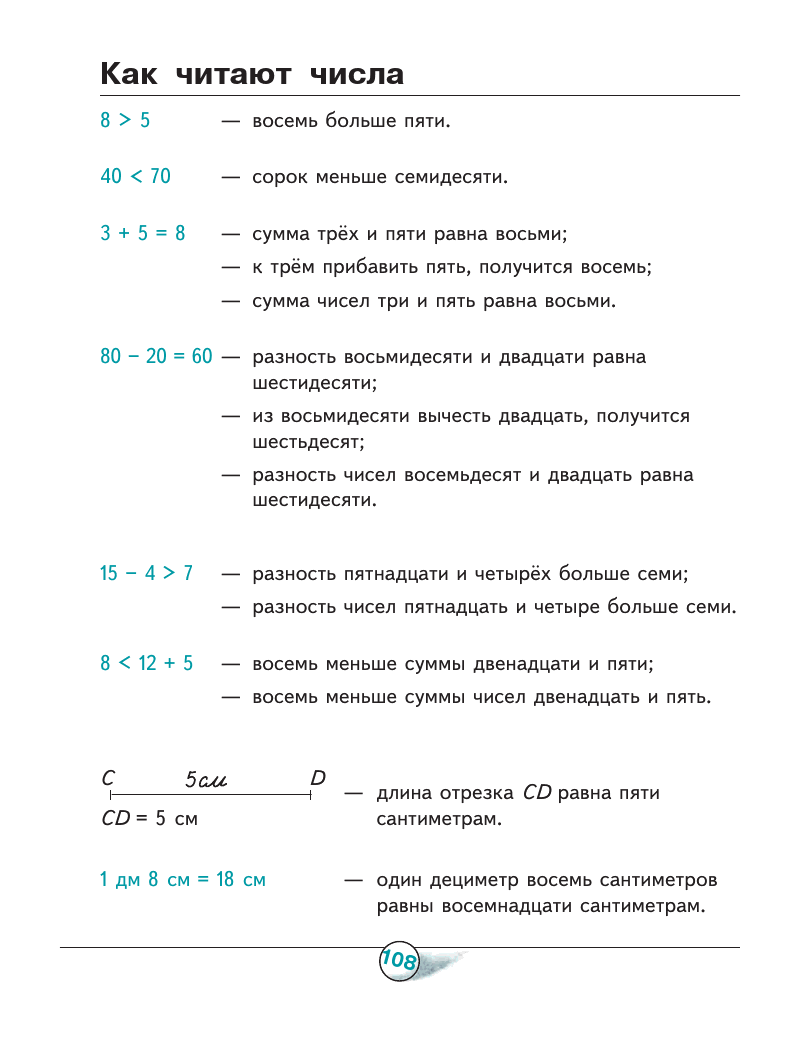 Как читают числа
8 > 5 — восемь больше пяти.
40 < 70 — сорок меньше семидесяти.
3 + 5 = 8 — сумма трёх и пяти равна восьми;
— к трём прибавить пять, получится восемь;
— сумма чисел три и пять равна восьми.
80 – 20 = 60 — разность восьмидесяти и двадцати равна
шестидесяти;
— из восьмидесяти вычесть двадцать, получится
шестьдесят;
— разность чисел восемьдесят и двадцать равна
шестидесяти.
15 – 4 > 7 — разность пятнадцати и четырёх больше семи;
— разность чисел пятнадцать и четыре больше семи.
8 < 12 + 5 — восемь меньше суммы двенадцати и пяти;
— восемь меньше суммы чисел двенадцать и пять.
C 5 см D
— длина отрезка CD равна пяти
CD = 5 см
сантиметрам.
1 дм 8 см = 18 см — один дециметр восемь сантиметров
равны восемнадцати сантиметрам.
108